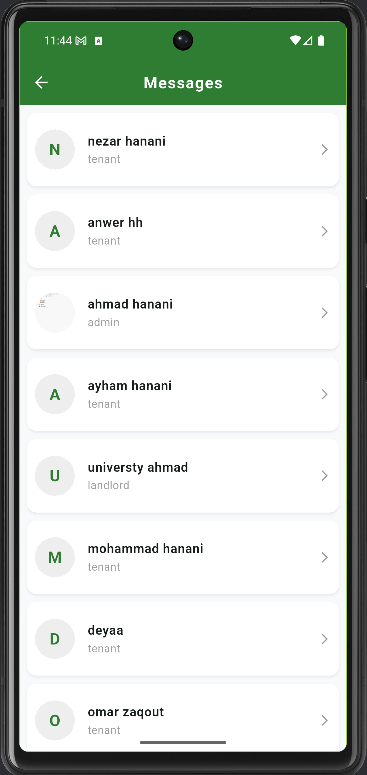 11:44
Messages
N
nezar hanani
tenant
A
anwer hh
tenant
ahmad hanani
admin
A
ayham hanani
tenant
U
universty ahmad
landlord
M
mohammad hanani
tenant
D
deyaa
tenant
O
omar zaqout
tenant